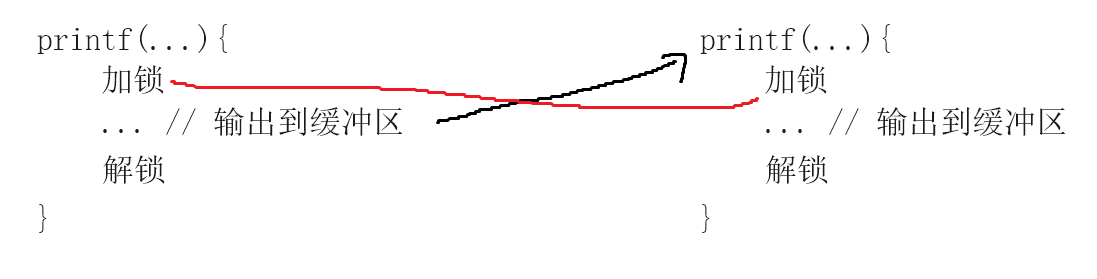 printf(...){
加锁
... // 输出到缓冲区
解锁
}
printf(...){
加锁
... // 输出到缓冲区
解锁
}